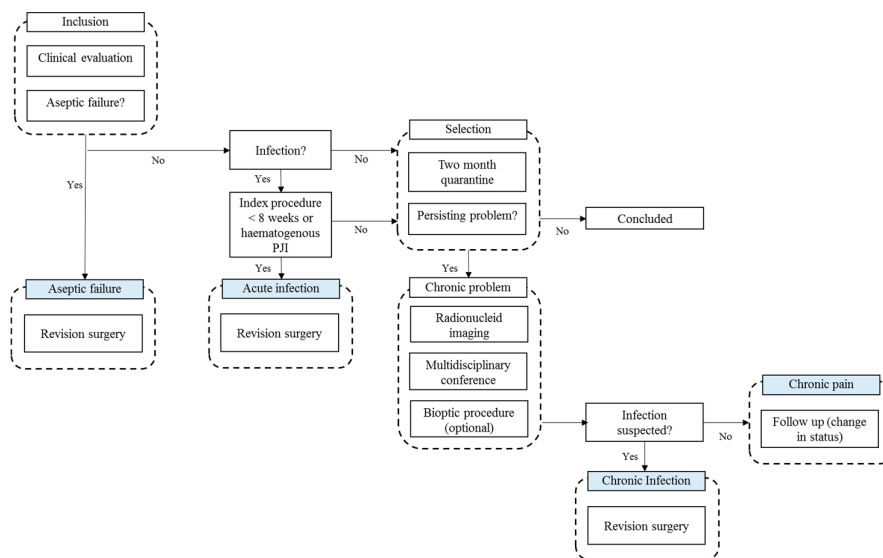 Inclusion
Clinical evaluation
Aseptic failure?
Yes
No
Infection?
No
Yes
Index procedure
< 8 weeks or
haematogenous
PJI
No
Yes
Selection
Two month
quarantine
Persisting problem?
No
Concluded
Yes
Aseptic failure
Revision surgery
Acute infection
Revision surgery
Chronic problem
Radionucleid
imaging
Multidisciplinary
conference
Bioptic procedure
(optional)
Infection
suspected?
No
Yes
Chronic pain
Follow up (change
in status)
Chronic Infection
Revision surgery